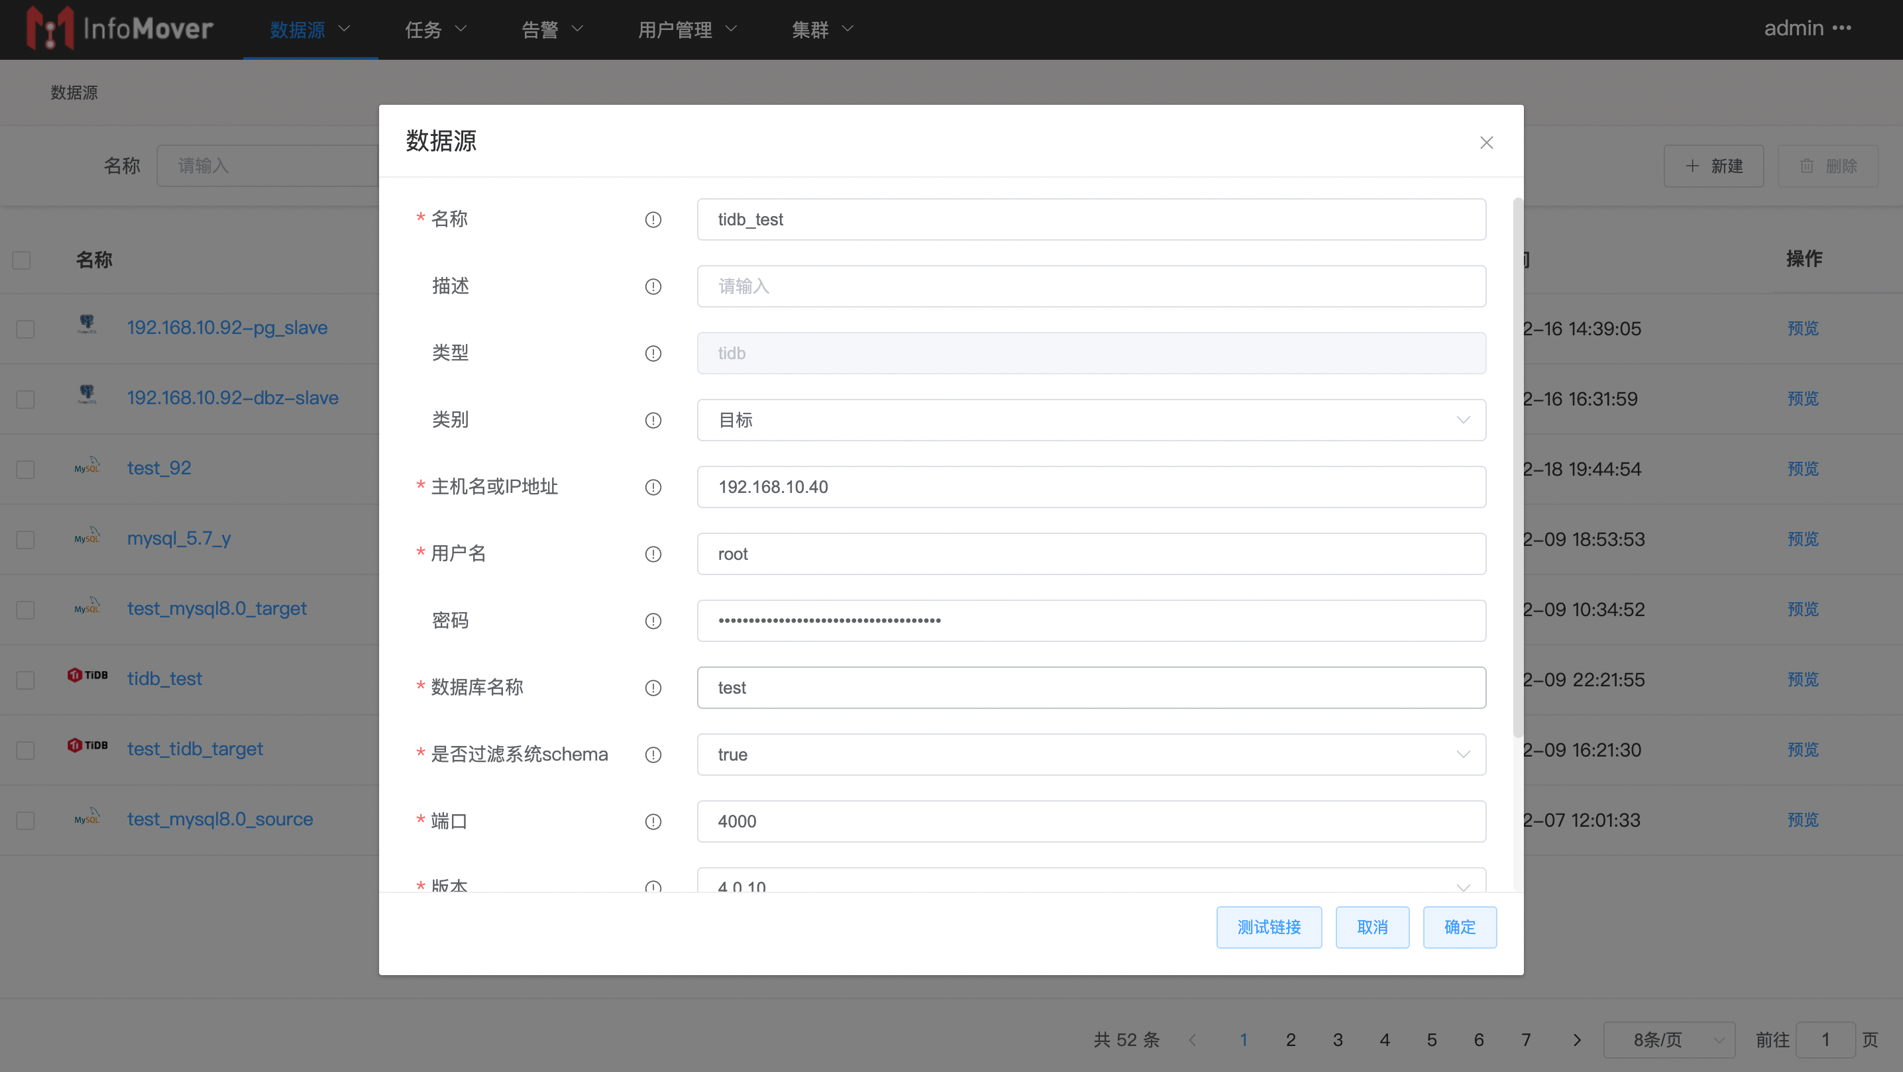 InfoMover 数据源 任务 告警 用户管理 集群 admin ···
数据源
名称 请输入 新建 删除
数据源
* 名称 tidb_test
描述 请输入
类型 tidb
类别 目标
* 主机名或IP地址 192.168.10.40
* 用户名 root
密码 •••••••••••••••••••••••••••••••••••••
* 数据库名称 test
* 是否过滤系统schema true
* 端口 4000
* 版本 4.0.10
测试链接 取消 确定
名称 操作
192.168.10.92-pg_slave 2-16 14:39:05 预览
192.168.10.92-dbz-slave 2-16 16:31:59 预览
MySQL test_92 2-18 19:44:54 预览
MySQL mysql_5.7_y 2-09 18:53:53 预览
MySQL test_mysql8.0_target 2-09 10:34:52 预览
TiDB tidb_test 2-09 22:21:55 预览
TiDB test_tidb_target 2-09 16:21:30 预览
MySQL test_mysql8.0_source 2-07 12:01:33 预览
共 52 条 1 2 3 4 5 6 7 8条/页 前往 1 页